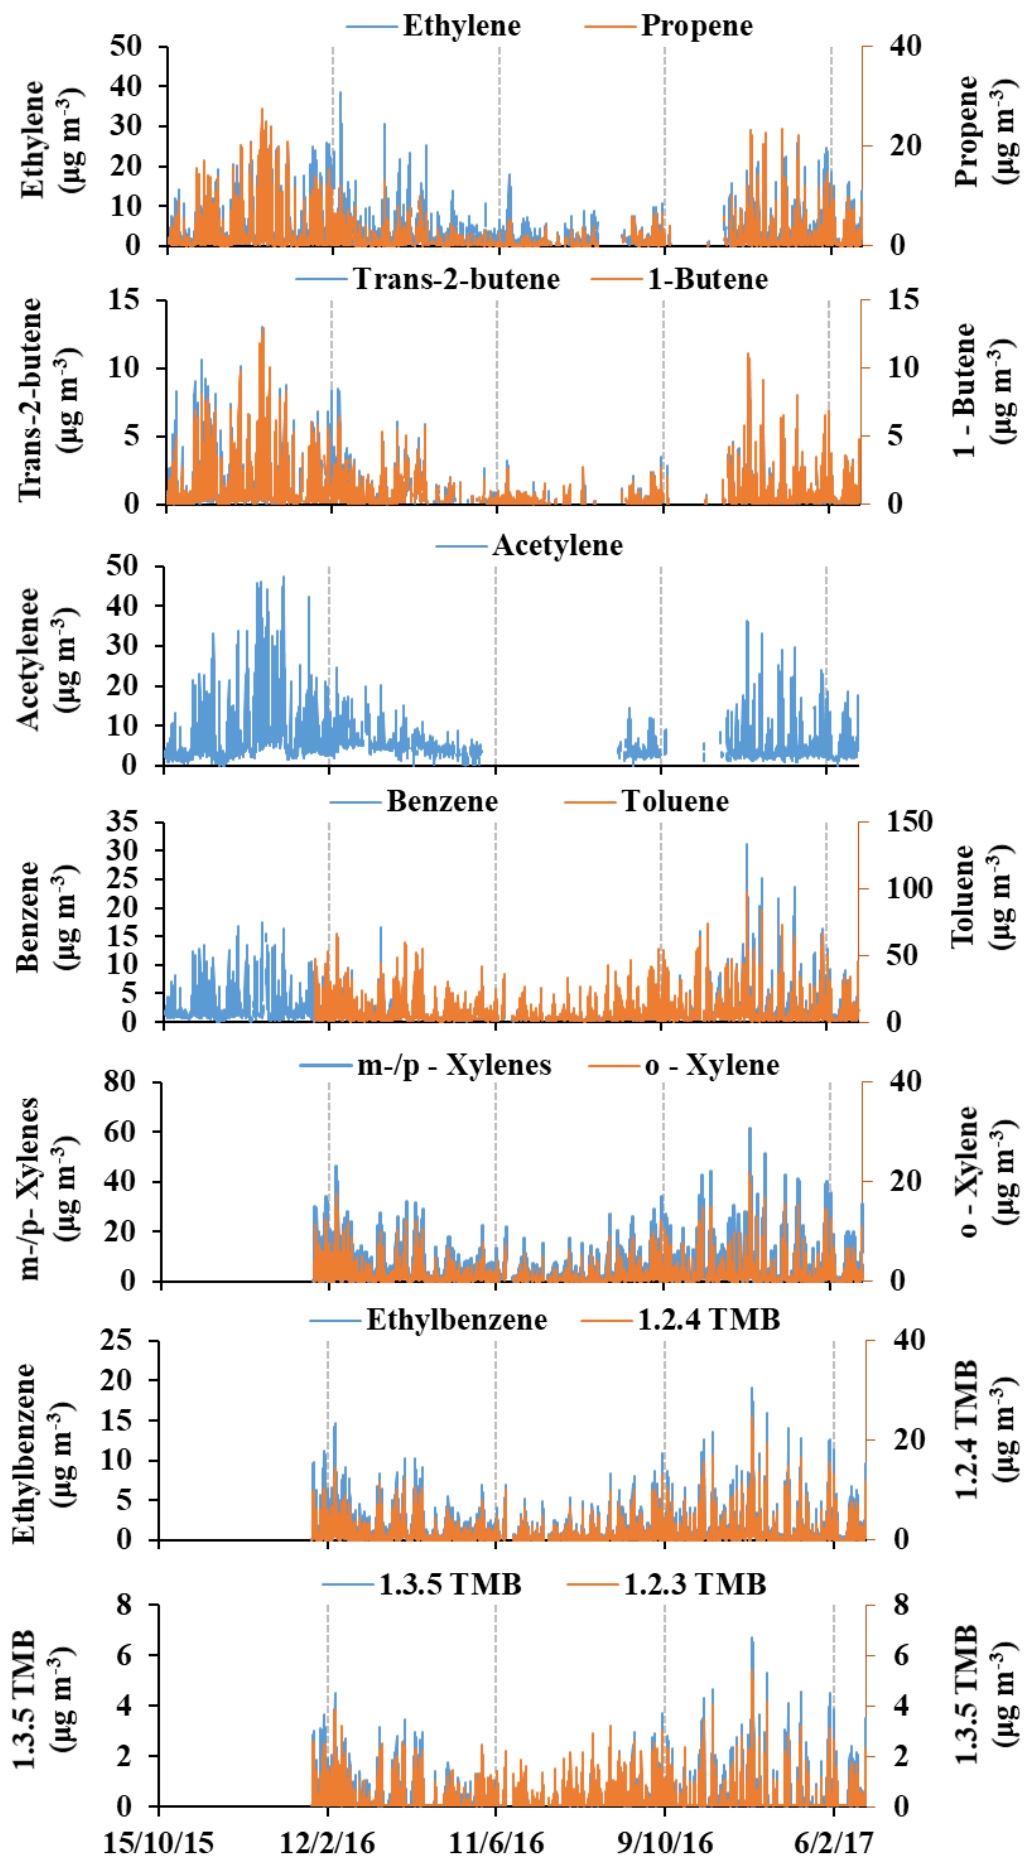 Ethylene Propene
50 40
40
30
20
10
0
20
0
Ethylene
(µg m-3)
Propene
(µg m-3)
Trans-2-butene 1-Butene
15 15
10 10
5 5
0 0
Trans-2-butene
(µg m-3)
1 - Butene
(µg m-3)
Acetylene
50
40
30
20
10
0
Acetylenee
(µg m-3)
Benzene Toluene
35 150
30
25
20
15
10
5
0
100
50
0
Benzene
(µg m-3)
Toluene
(µg m-3)
m-/p - Xylenes o - Xylene
80 40
60
40 20
20
0 0
m-/p- Xylenes
(µg m-3)
o - Xylene
(µg m-3)
Ethylbenzene 1.2.4 TMB
25 40
20
15
10
5
0
20
0
Ethylbenzene
(µg m-3)
1.2.4 TMB
(µg m-3)
1.3.5 TMB 1.2.3 TMB
8 8
6 6
4 4
2 2
0 0
1.3.5 TMB
(µg m-3)
1.3.5 TMB
(µg m-3)
15/10/15 12/2/16 11/6/16 9/10/16 6/2/17